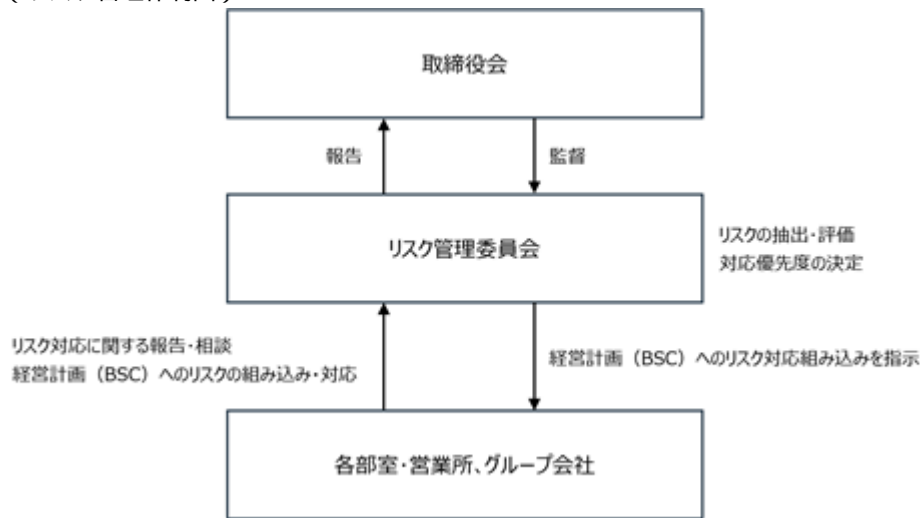 取締役会
報告
監督
リスク管理委員会
リスクの抽出・評価
対応優先度の決定
リスク対応に関する報告・相談
経営計画（BSC）へのリスクの組み込み・対応
経営計画（BSC）へのリスク対応組み込みを指示
各部室・営業所、グループ会社